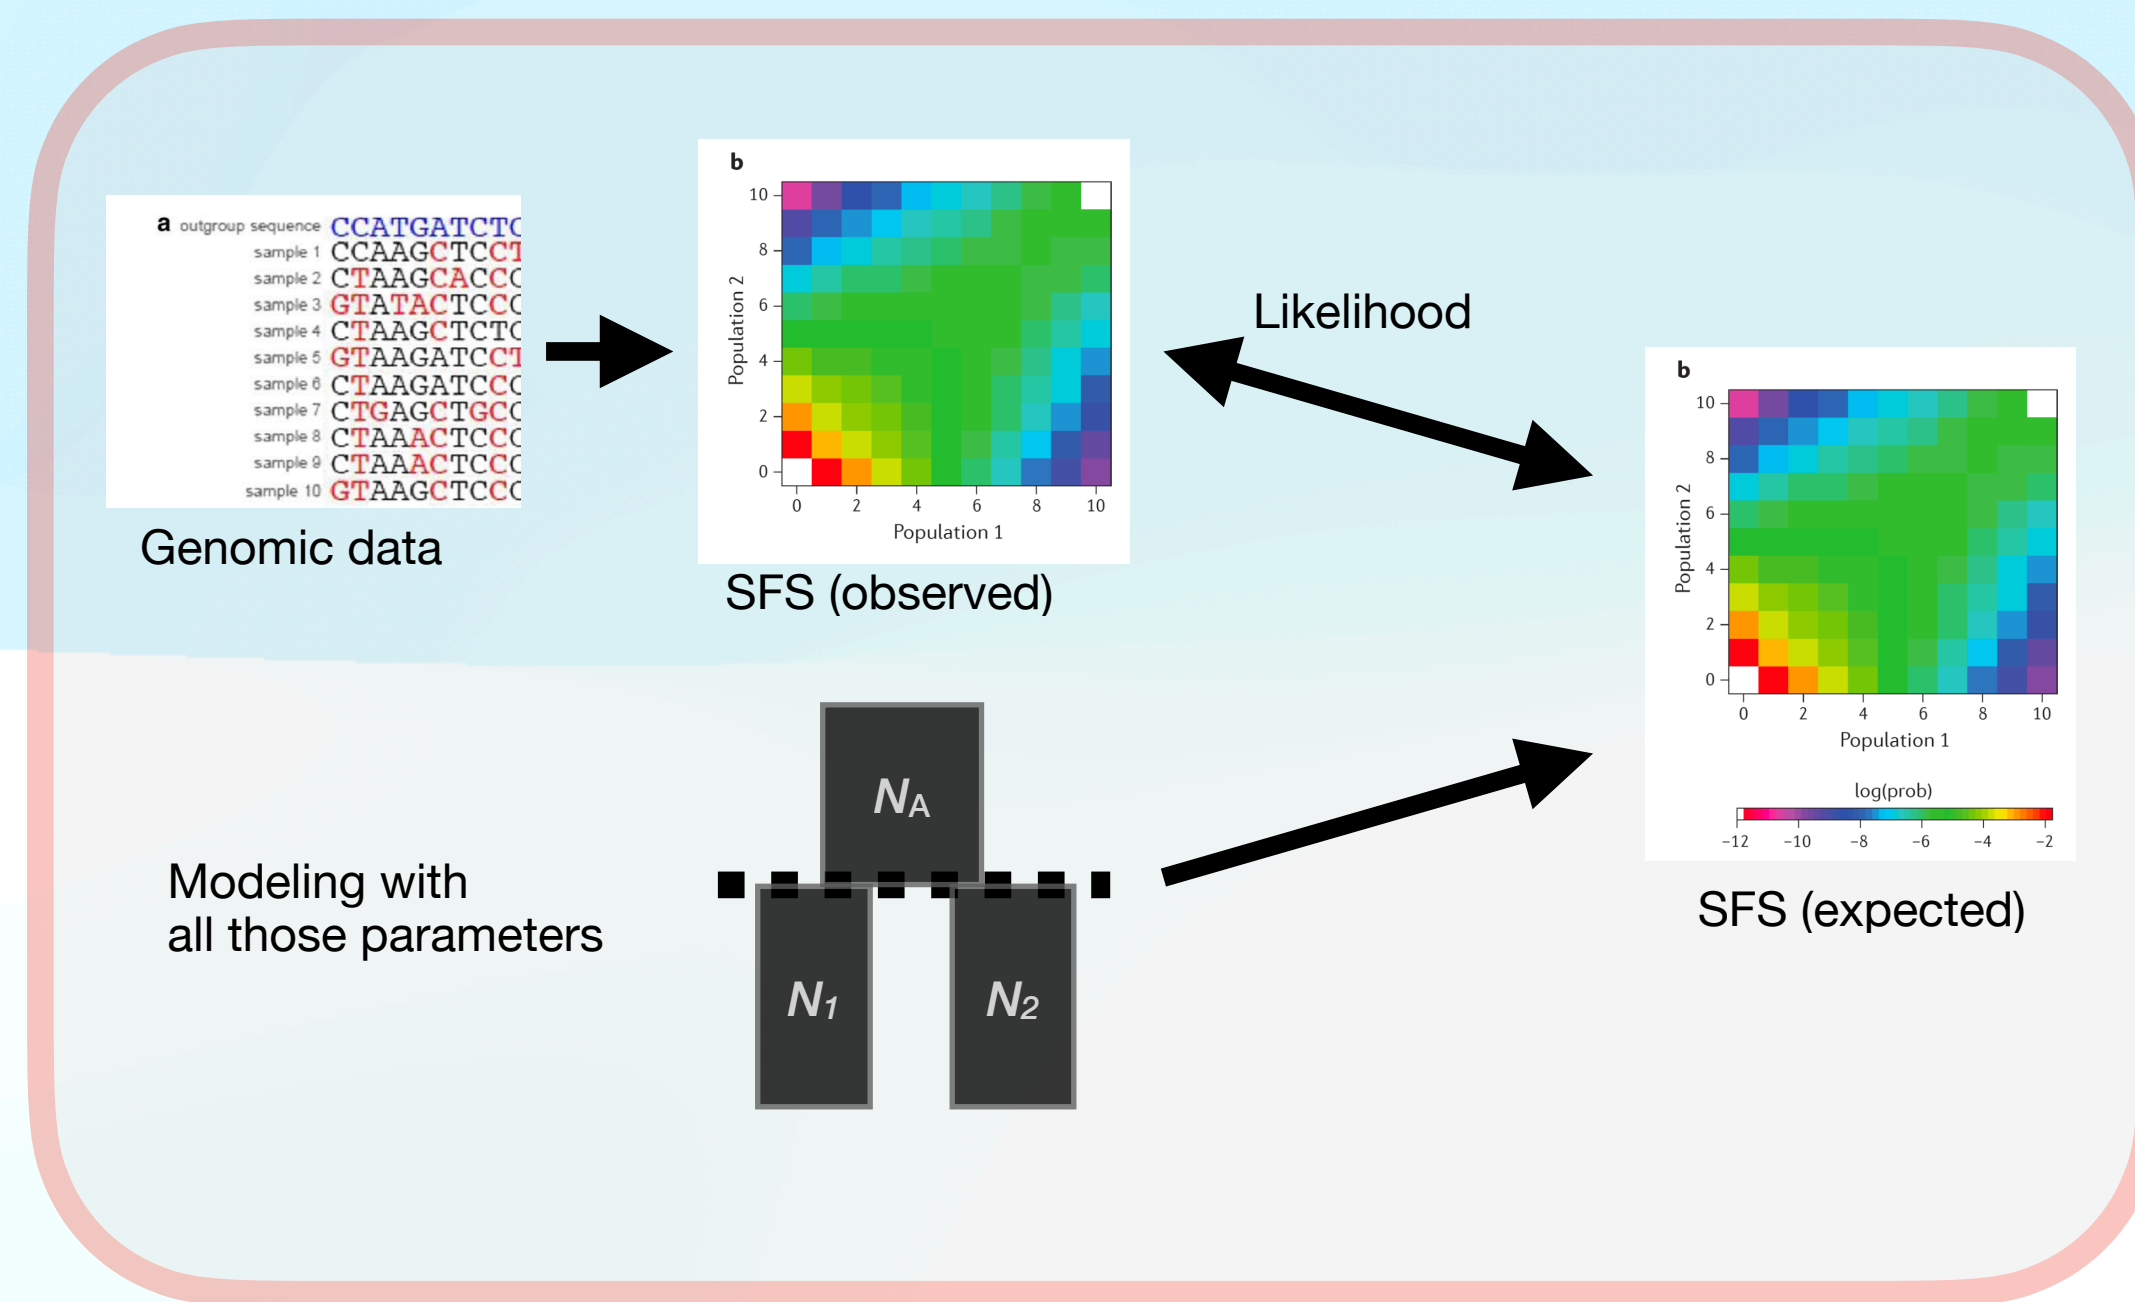 a outgroup sequence CCATGATCTC
sample 1 CCAAGCTCCT
sample 2 CTAAGCACCC
sample 3 GTATACTCCC
sample 4 CTAAGCTCTC
sample 5 GTAAGATCCT
sample 6 CTAAGATCCC
sample 7 CTGAGCTGCC
sample 8 CTAAACTCCC
sample 9 CTAAACTCCC
sample 10 GTAAGCTCCC
Genomic data
b
10
8
6
4
2
0
Population 2
0 2 4 6 8 10
Population 1
SFS (observed)
Likelihood
b
10
8
6
4
2
0
Population 2
0 2 4 6 8 10
Population 1
log(prob)
−12 −10 −8 −6 −4 −2
SFS (expected)
Modeling with
all those parameters
NA
N1 N2